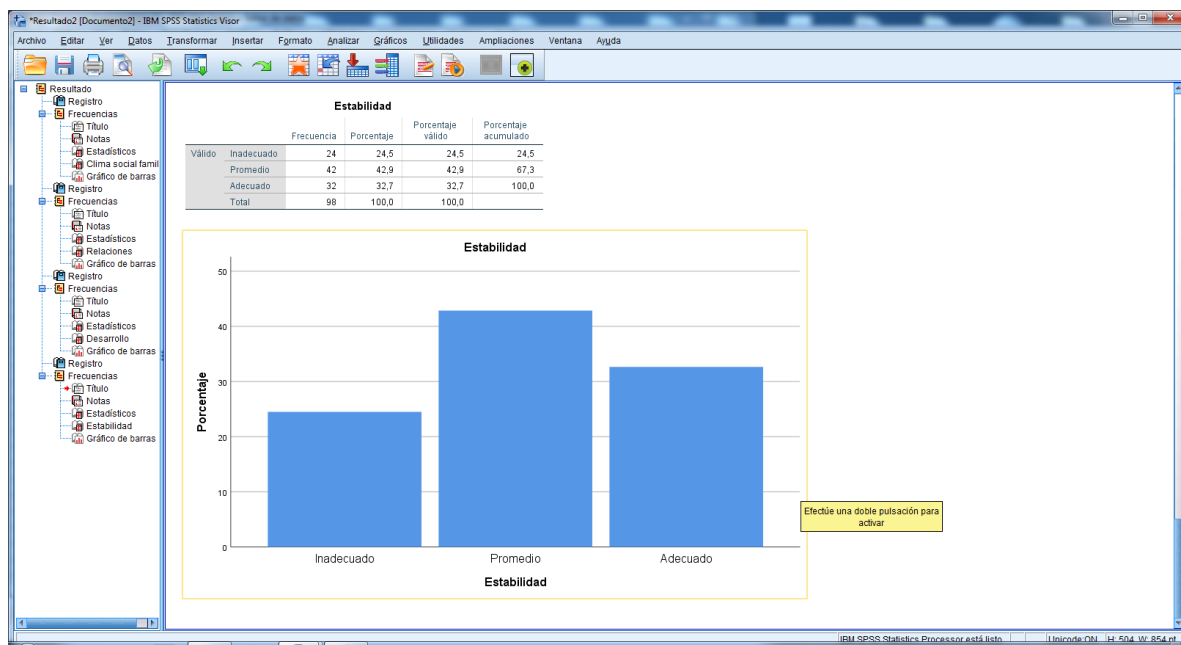 *Resultado2 [Documento2] - IBM SPSS Statistics Visor
Archivo Editar Ver Datos Transformar Insertar Formato Analizar Gráficos Utilidades Ampliaciones Ventana Ayuda
Resultado
Registro
Frecuencias
Título
Notas
Estadísticos
Clima social famil
Gráfico de barras
Registro
Frecuencias
Título
Notas
Estadísticos
Relaciones
Gráfico de barras
Registro
Frecuencias
Título
Notas
Estadísticos
Desarrollo
Gráfico de barras
Registro
Frecuencias
Título
Notas
Estadísticos
Estabilidad
Gráfico de barras
Estabilidad
Frecuencia Porcentaje Porcentaje válido Porcentaje acumulado
Válido Inadecuado 24 24,5 24,5 24,5
Promedio 42 42,9 42,9 67,3
Adecuado 32 32,7 32,7 100,0
Total 98 100,0 100,0
Estabilidad
Porcentaje
50
40
30
20
10
0
Inadecuado Promedio Adecuado
Estabilidad
Efectúe una doble pulsación para
activar
IBM SPSS Statistics Processor está listo Unicode:ON H: 504, W: 854 pt